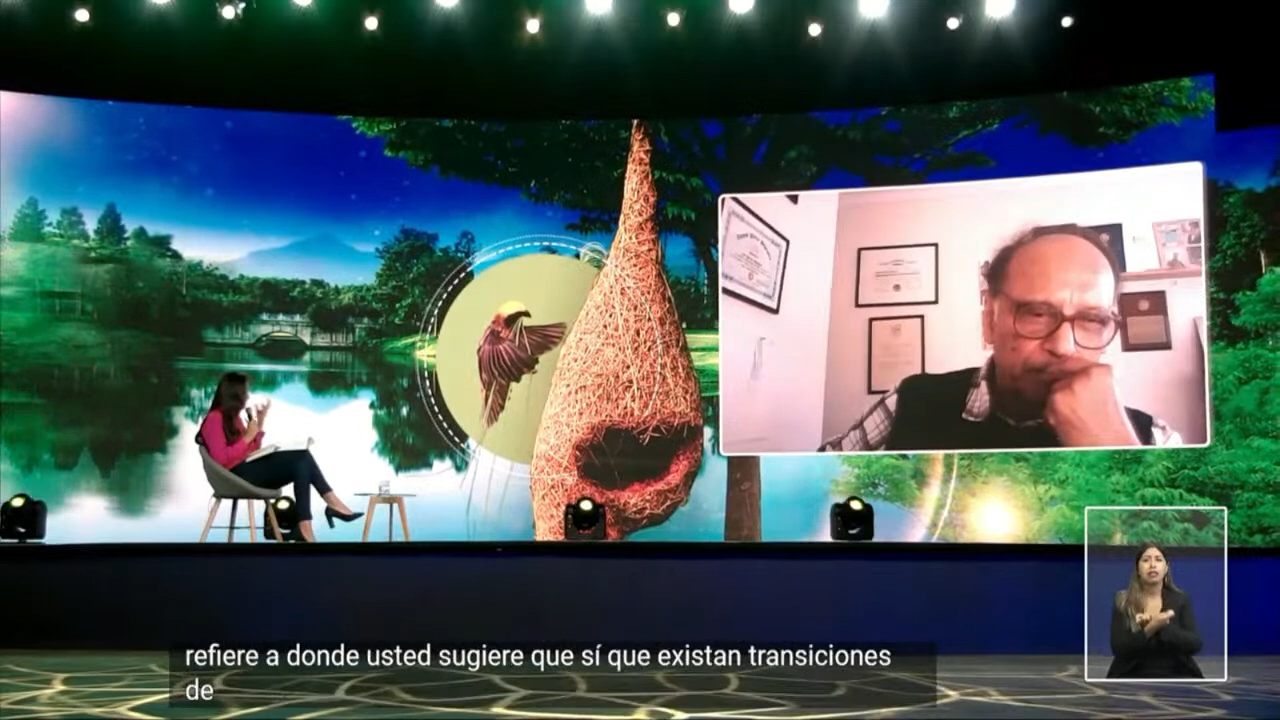 refiere a donde usted sugiere que sí que existan transiciones
de